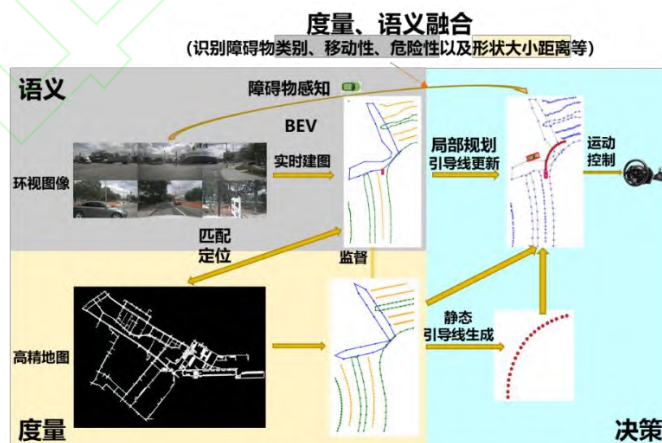 度量、语义融合
(识别障碍物类别、移动性、危险性以及形状大小距离等)
语义
障碍物感知
BEV
环视图像
实时建图
局部规划
引导线更新
运动
控制
匹配
定位
监督
高精地图
静态
引导线生成
度量
决策